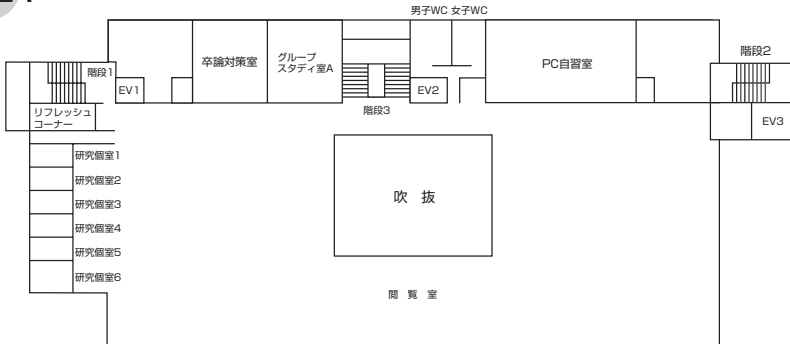 男子WC 女子WC
階段1
EV1
卒論対策室
グループ
スタディ室A
階段3
EV2
PC自習室
階段2
EV3
リフレッシュ
コーナー
研究個室1
研究個室2
研究個室3
研究個室4
研究個室5
研究個室6
吹 抜
閲 覧 室